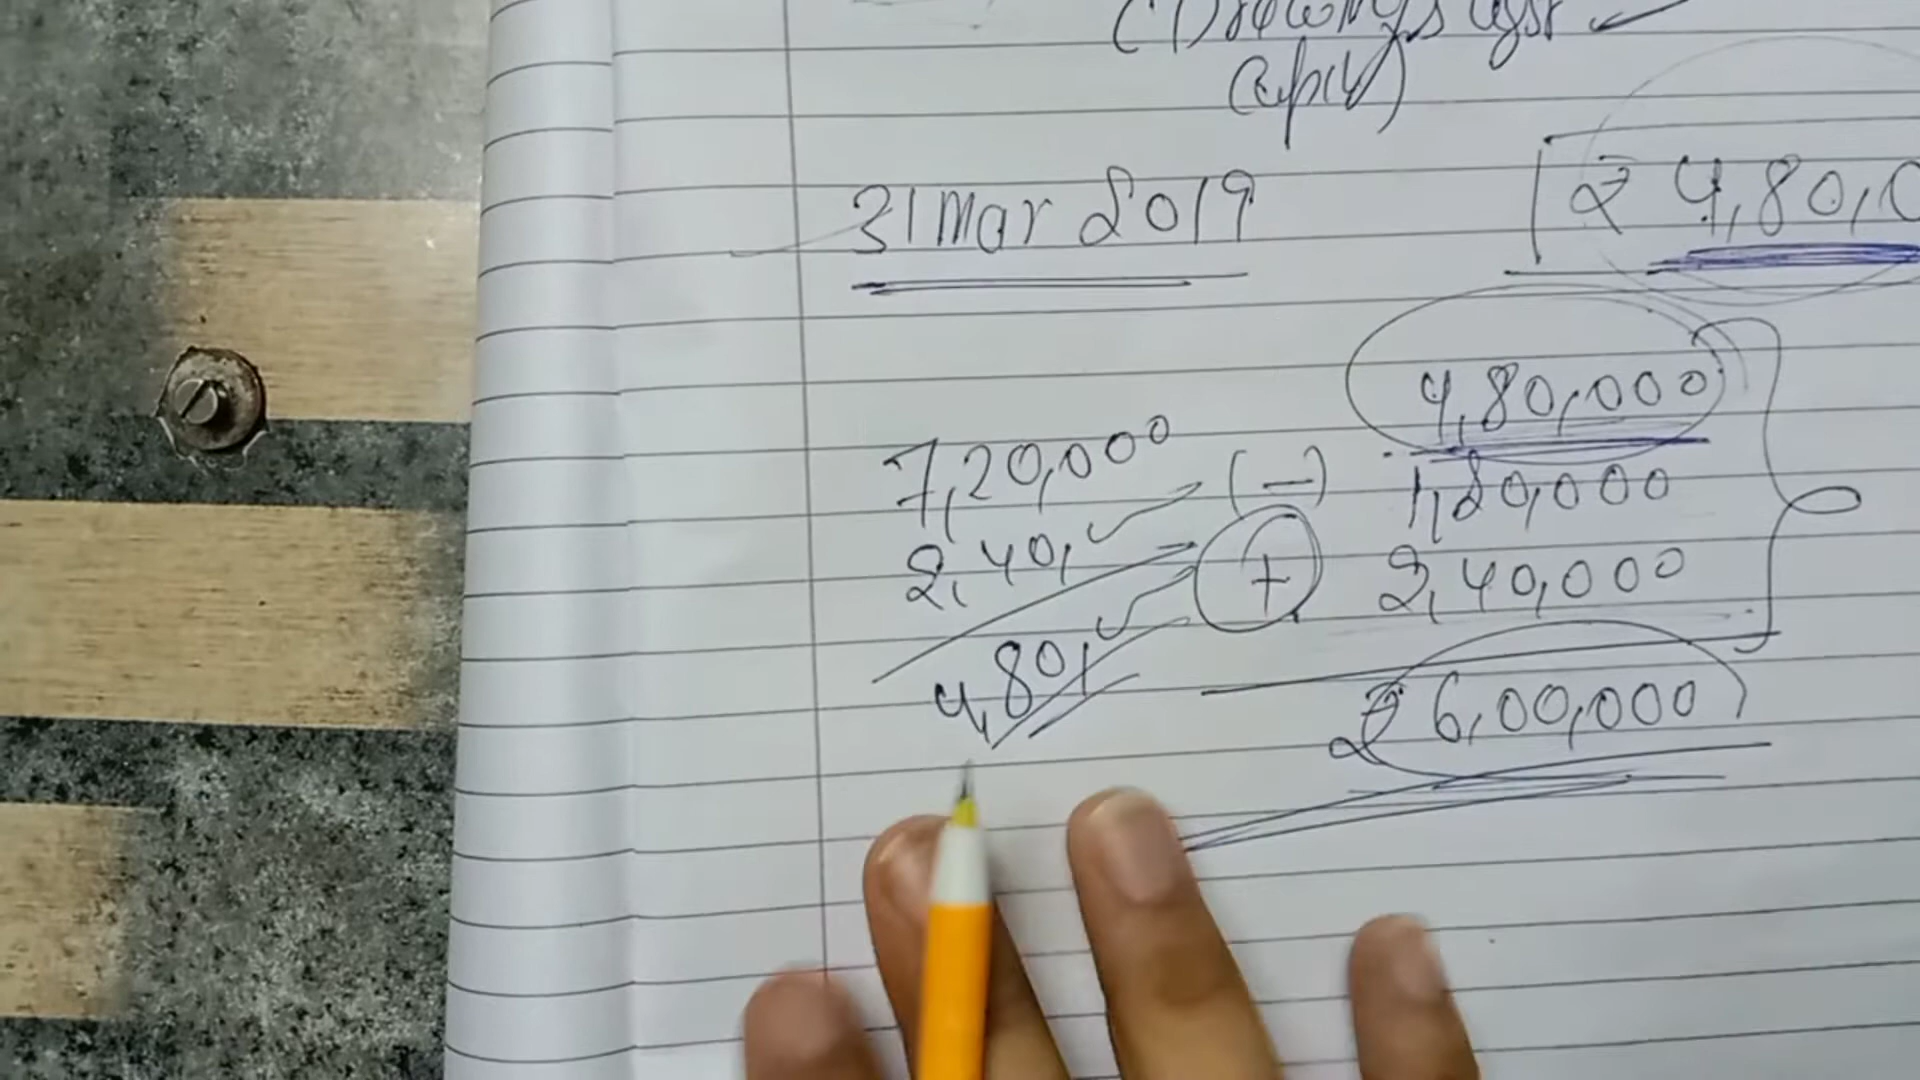 (capital)
31 Mar 2019
₹ 4,80,0
4,80,000
7,20,000 (-) 1,20,000
2,40, + 2,40,000
4,80,
₹ 6,00,000